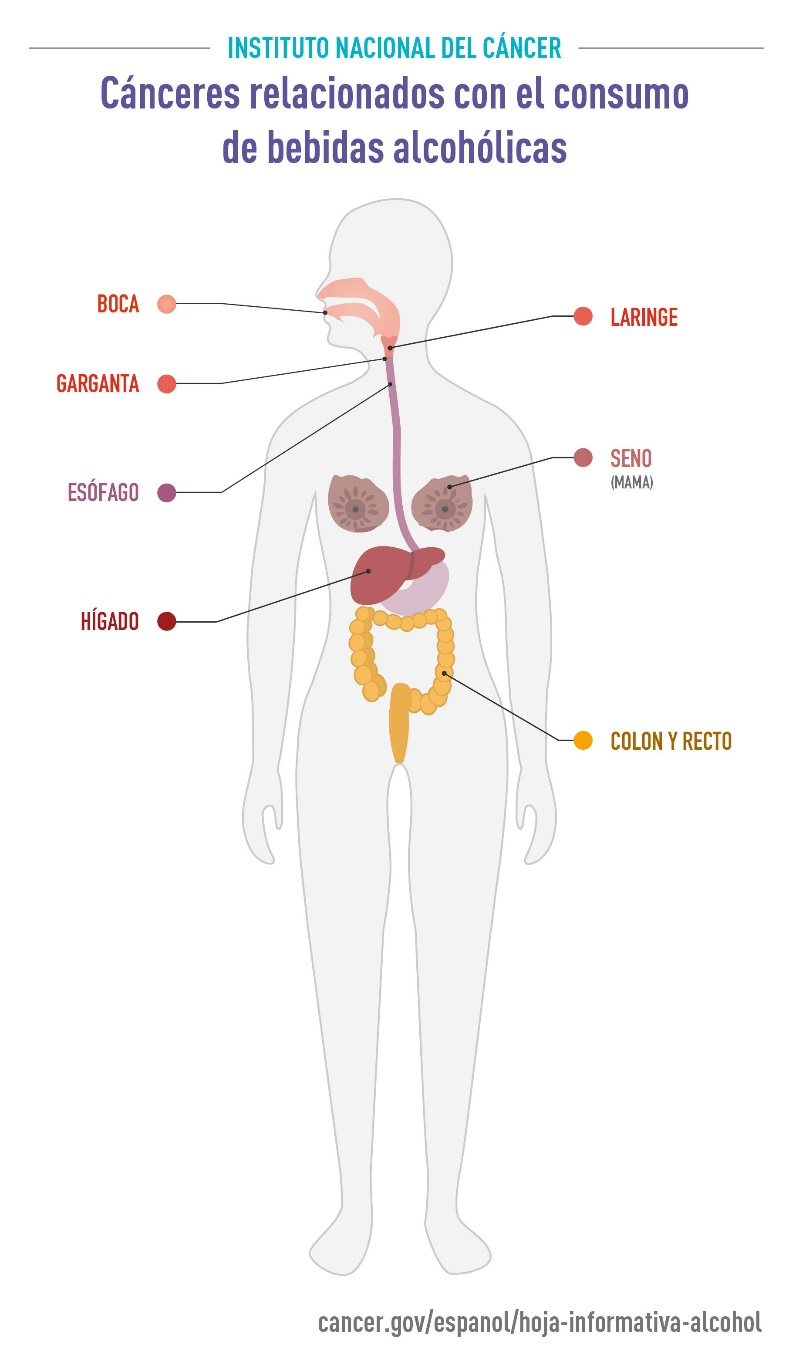 INSTITUTO NACIONAL DEL CÁNCER
Cánceres relacionados con el consumo
de bebidas alcohólicas
BOCA
LARINGE
GARGANTA
SENO
(MAMA)
ESÓFAGO
HÍGADO
COLON Y RECTO
cancer.gov/espanol/hoja-informativa-alcohol